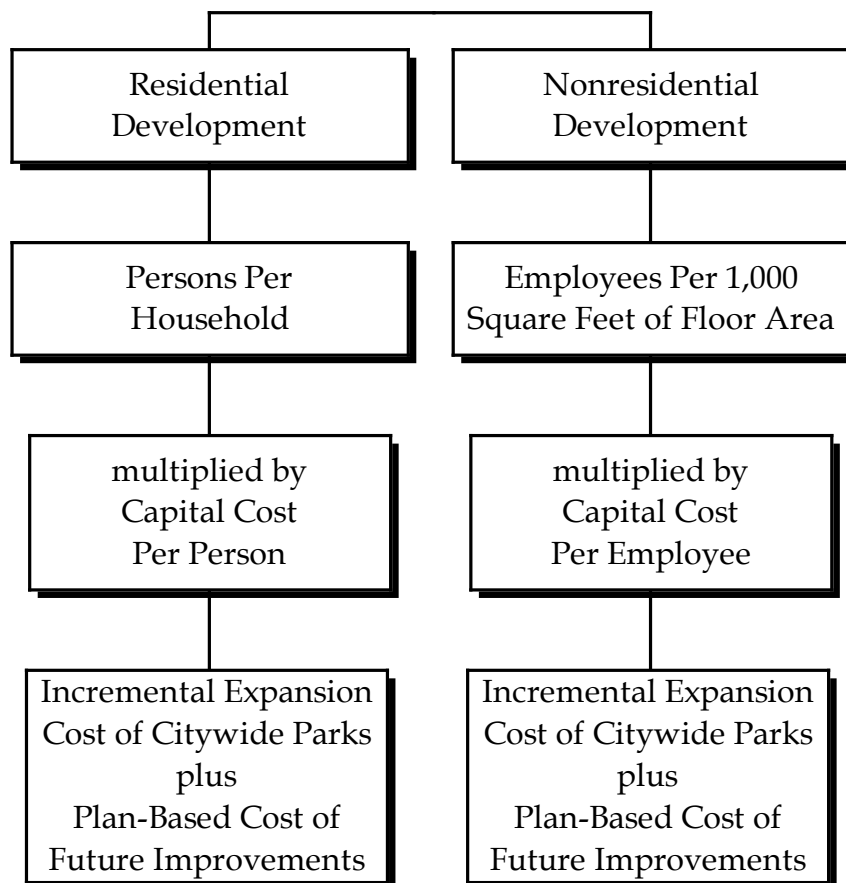 Residential
Development
Nonresidential
Development
Persons Per
Household
Employees Per 1,000
Square Feet of Floor Area
multiplied by
Capital Cost
Per Person
multiplied by
Capital Cost
Per Employee
Incremental Expansion
Cost of Citywide Parks
plus
Plan-Based Cost of
Future Improvements
Incremental Expansion
Cost of Citywide Parks
plus
Plan-Based Cost of
Future Improvements